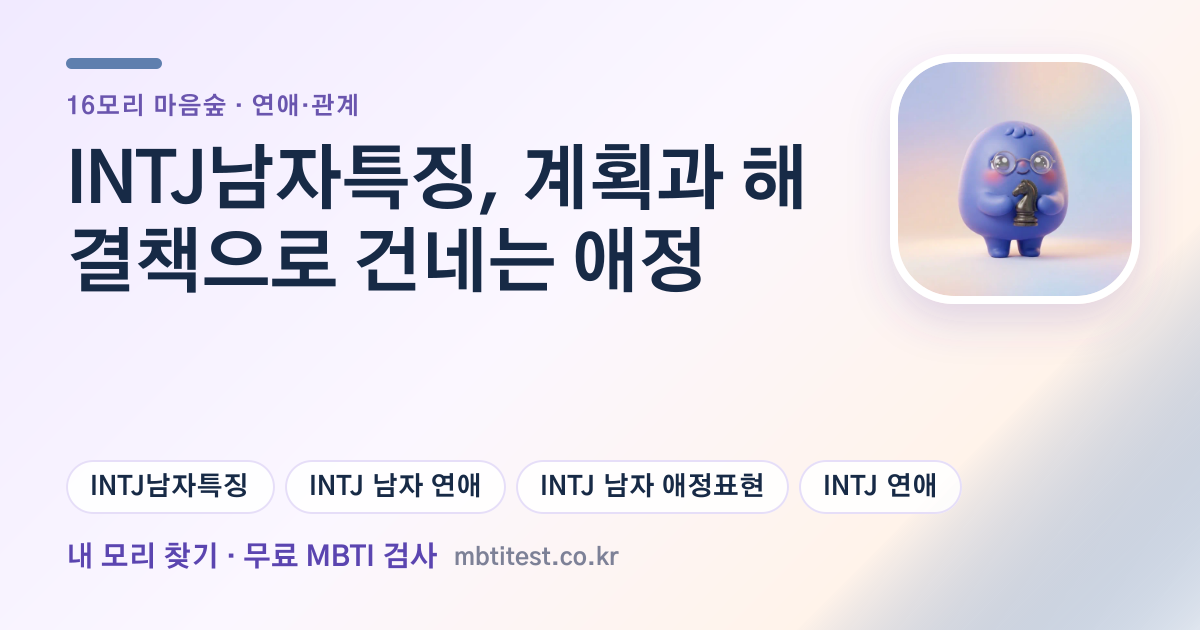 16모리 마음숲 · 연애·관계
INTJ남자특징, 계획과 해
결책으로 건네는 애정
INTJ남자특징 INTJ 남자 연애 INTJ 남자 애정표현 INTJ 연애
내 모리 찾기 · 무료 MBTI 검사 mbtitest.co.kr